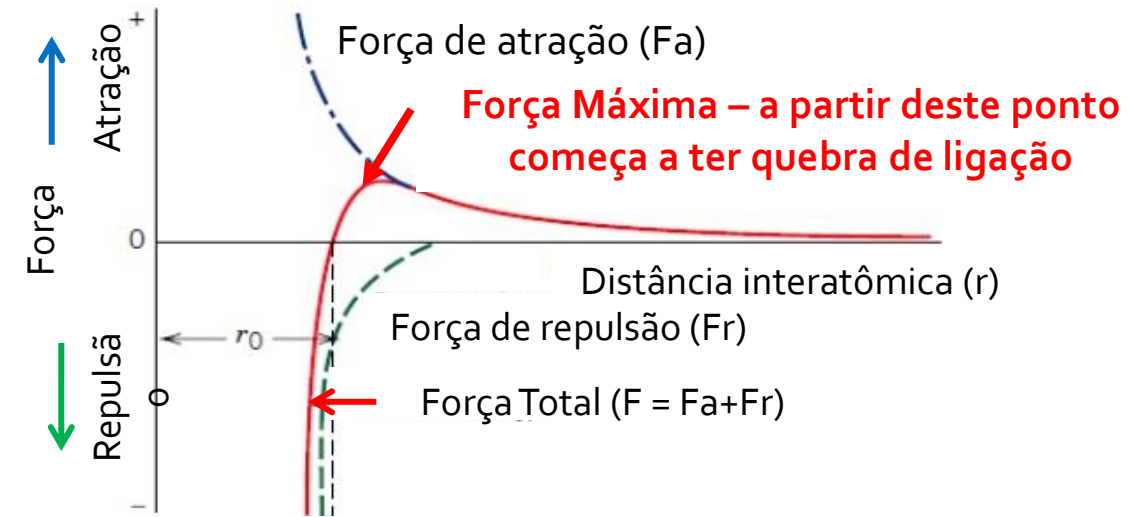 +
Atração
Força de atração (Fa)
Força Máxima – a partir deste ponto
começa a ter quebra de ligação
Força
0
Distância interatômica (r)
r0
Força de repulsão (Fr)
Repulsã
o
Força Total (F = Fa+Fr)
–